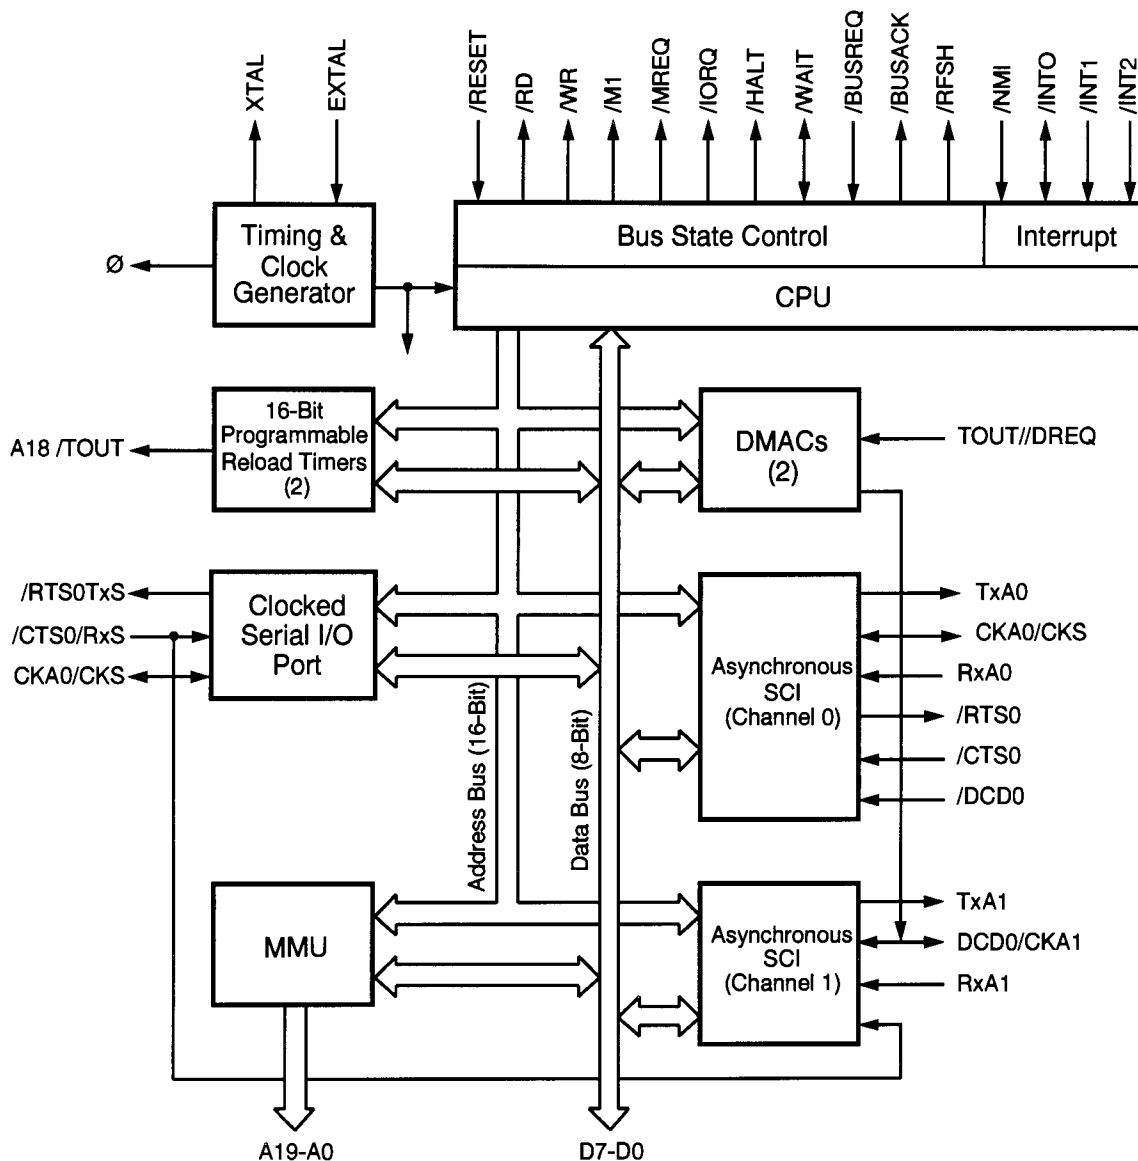 XTAL
EXTAL
/RESET
/RD
/WR
/M1
/MREQ
/IORQ
/HALT
/WAIT
/BUSREQ
/BUSACK
/RFSH
/NMI
/INTO
/INT1
/INT2
Timing &
Clock
Generator
Ø
Bus State Control
Interrupt
CPU
16-Bit
Programmable
Reload Timers
(2)
A18 /TOUT
DMACs
(2)
TOUT//DREQ
/RTS0TxS
/CTS0/RxS
CKA0/CKS
Clocked
Serial I/O
Port
Address Bus (16-Bit)
Data Bus (8-Bit)
Asynchronous
SCI
(Channel 0)
TxA0
CKA0/CKS
RxA0
/RTS0
/CTS0
/DCD0
MMU
Asynchronous
SCI
(Channel 1)
TxA1
DCD0/CKA1
RxA1
A19-A0
D7-D0